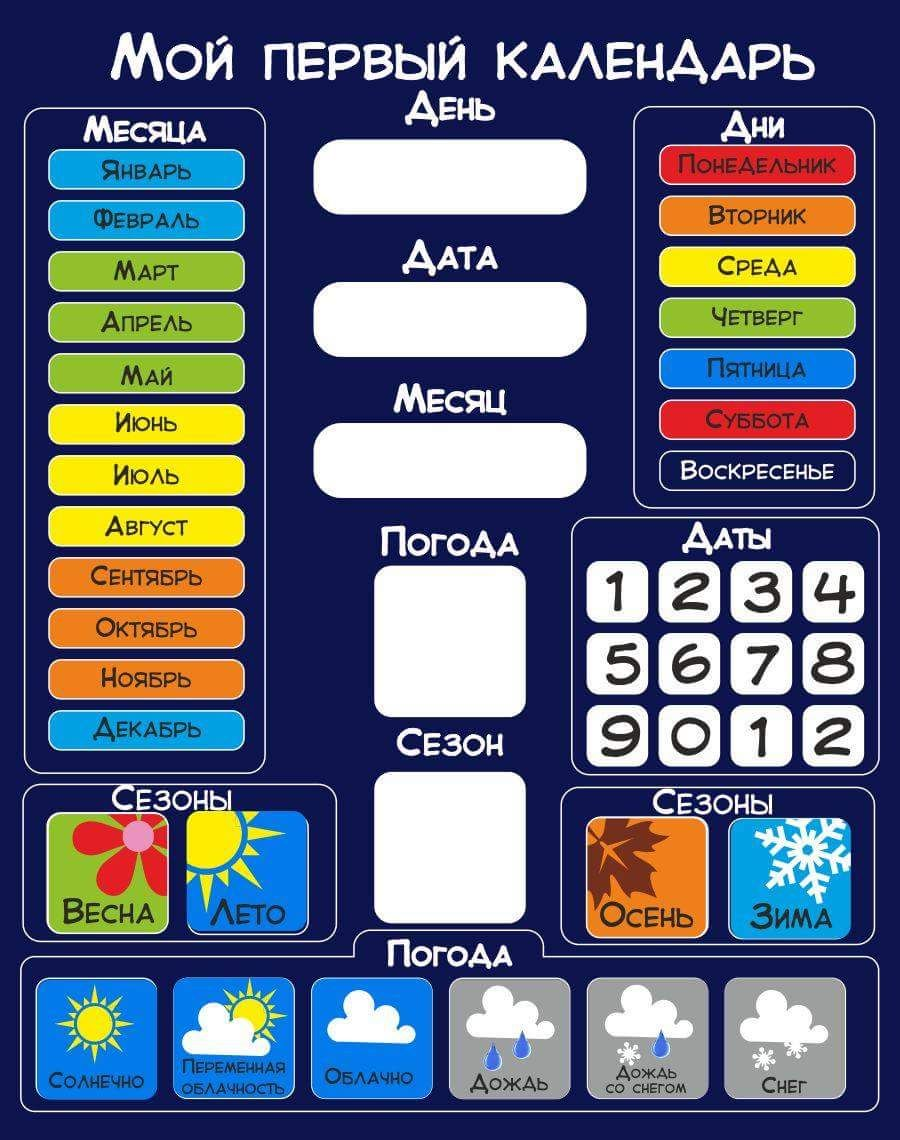 Мой первый календарь
Месяца
Январь
Февраль
Март
Апрель
Май
Июнь
Июль
Август
Сентябрь
Октябрь
Ноябрь
Декабрь
День
Дата
Месяц
Погода
Сезон
Дни
Понедельник
Вторник
Среда
Четверг
Пятница
Суббота
Воскресенье
Даты
1 2 3 4
5 6 7 8
9 0 1 2
Сезоны
Весна
Лето
Сезоны
Осень
Зима
Погода
Солнечно
Переменная
облачность
Облачно
Дождь
Дождь
со снегом
Снег